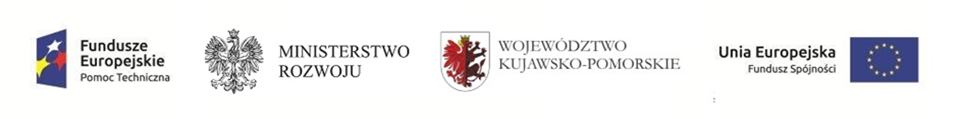 Fundusze
Europejskie
Pomoc Techniczna
MINISTERSTWO
ROZWOJU
WOJEWÓDZTWO
KUJAWSKO-POMORSKIE
Unia Europejska
Fundusz Spójności